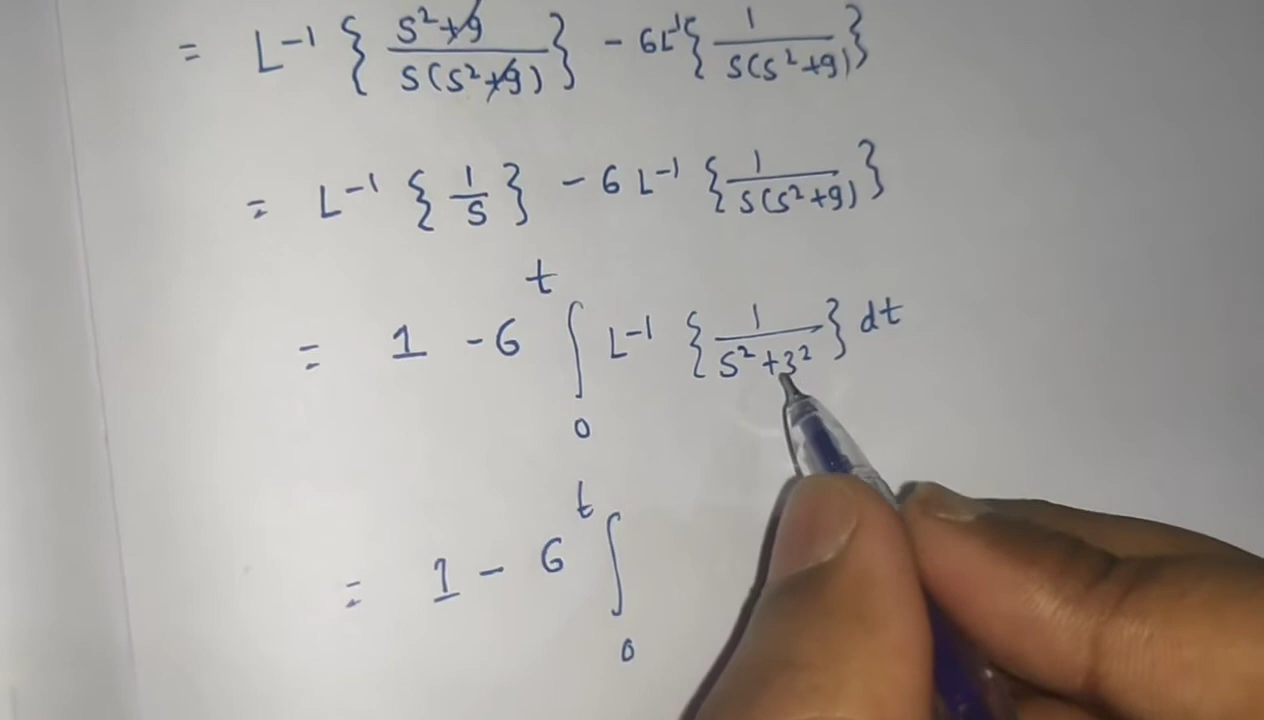 = L⁻¹ { s²+9 / s(s²+9) } - 6L⁻¹ { 1 / s(s²+9) }
= L⁻¹ { 1/s } - 6 L⁻¹ { 1 / s(s²+9) }
= 1 - 6 ∫₀ᵗ L⁻¹ { 1 / s²+3² } dt
= 1 - 6 ∫₀ᵗ